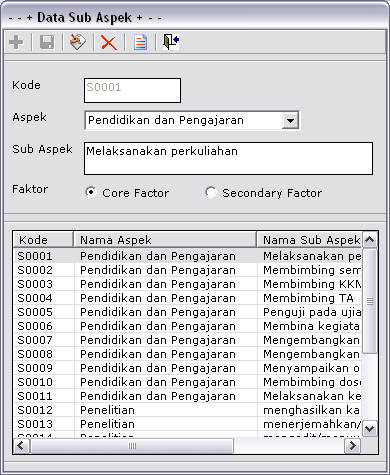 - - + Data Sub Aspek + - -
Kode S0001
Aspek Pendidikan dan Pengajaran
Sub Aspek Melaksanakan perkuliahan
Faktor Core Factor Secondary Factor
Kode Nama Aspek Nama Sub Aspek
S0001 Pendidikan dan Pengajaran Melaksanakan pe
S0002 Pendidikan dan Pengajaran Membimbing sem
S0003 Pendidikan dan Pengajaran Membimbing KKN
S0004 Pendidikan dan Pengajaran Membimbing TA
S0005 Pendidikan dan Pengajaran Penguji pada ujia
S0006 Pendidikan dan Pengajaran Membina kegiata
S0007 Pendidikan dan Pengajaran Mengembangkan
S0008 Pendidikan dan Pengajaran Mengembangkan
S0009 Pendidikan dan Pengajaran Menyampaikan o
S0010 Pendidikan dan Pengajaran Membimbing dose
S0011 Pendidikan dan Pengajaran Melaksanakan ke
S0012 Penelitian menghasilkan ka
S0013 Penelitian menerjemahkan/
S0014 Penelitian